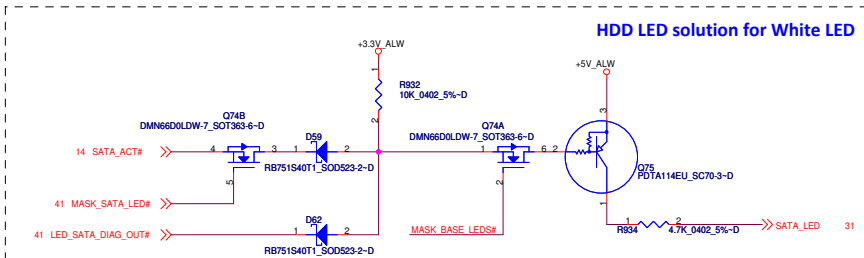 HDD LED solution for White LED
+3.3V_ALW
+5V_ALW
1
R932
10K_0402_5%~D
2
3
Q74B
DMN66D0LDW-7_SOT363-6~D
D59
Q74A
DMN66D0LDW-7_SOT363-6~D
14 SATA_ACT#
4
3
1
2
1
6
2
RB751S40T1_SOD523-2~D
Q75
PDTA114EU_SC70-3~D
5
2
41 MASK_SATA_LED#
1
D62
41 LED_SATA_DIAG_OUT#
1
2
MASK_BASE_LEDS#
1
2
SATA_LED 31
R934
4.7K_0402_5%~D
RB751S40T1_SOD523-2~D